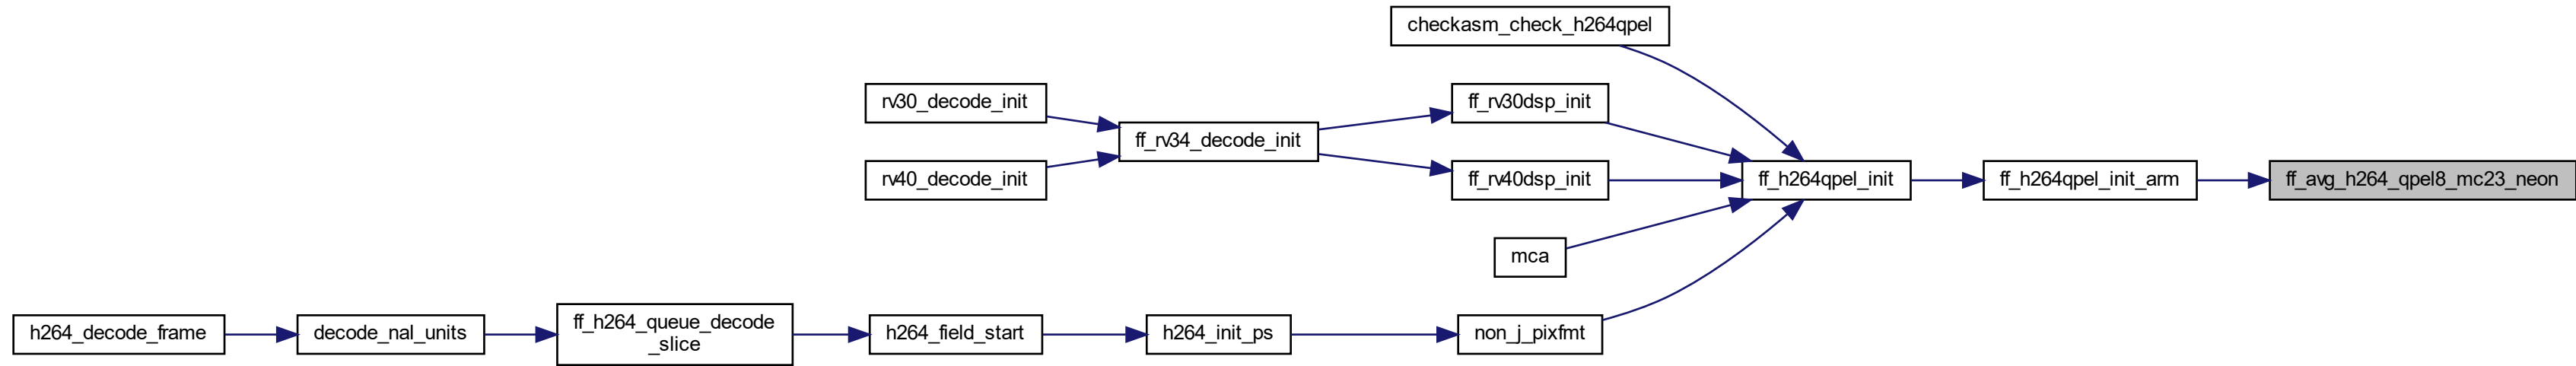 checkasm_check_h264qpel
rv30_decode_init
ff_rv30dsp_init
ff_rv34_decode_init
rv40_decode_init
ff_rv40dsp_init
ff_h264qpel_init
ff_h264qpel_init_arm
ff_avg_h264_qpel8_mc23_neon
mca
h264_decode_frame
decode_nal_units
ff_h264_queue_decode
_slice
h264_field_start
h264_init_ps
non_j_pixfmt